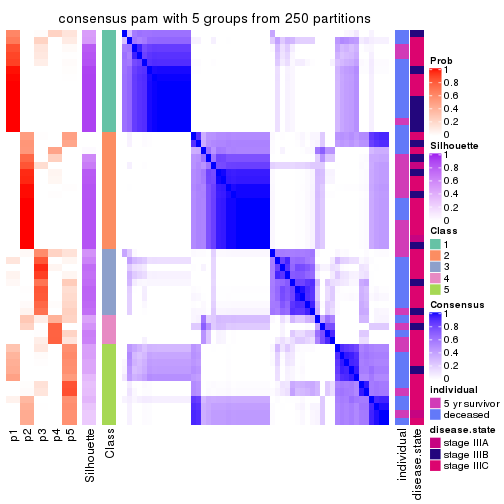 consensus pam with 5 groups from 250 partitions
Prob
1
0.8
0.6
0.4
0.2
0
Silhouette
1
0.8
0.6
0.4
0.2
0
Class
1
2
3
4
5
Consensus
1
0.8
0.6
0.4
0.2
0
individual
5 yr survivor
deceased
disease.state
stage IIIA
stage IIIB
stage IIIC
p1
p2
p3
p4
p5
Silhouette
Class
individual
disease.state